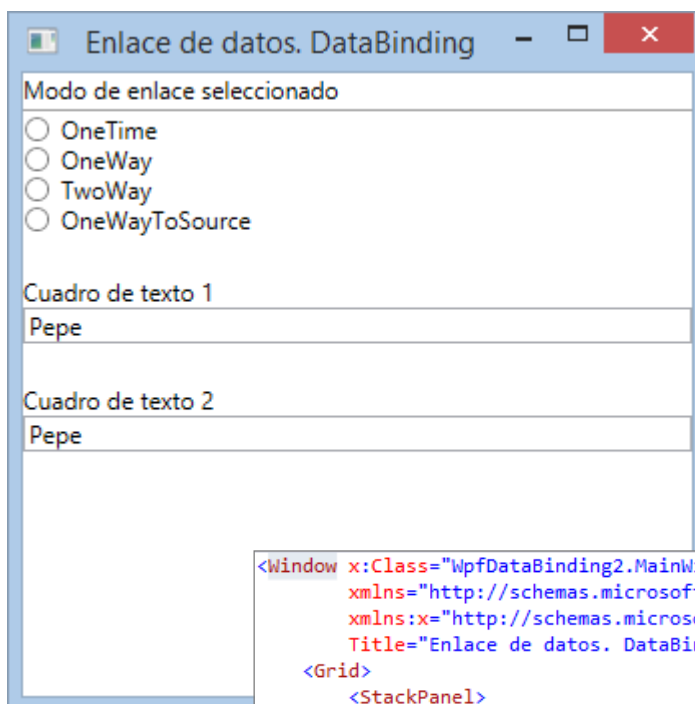 Enlace de datos. DataBinding
Modo de enlace seleccionado
OneTime
OneWay
TwoWay
OneWayToSource
Cuadro de texto 1
Pepe
Cuadro de texto 2
Pepe
<Window x:Class="WpfDataBinding2.MainW
xmlns="http://schemas.microsof
xmlns:x="http://schemas.micros
Title="Enlace de datos. DataBi
<Grid>
<StackPanel>